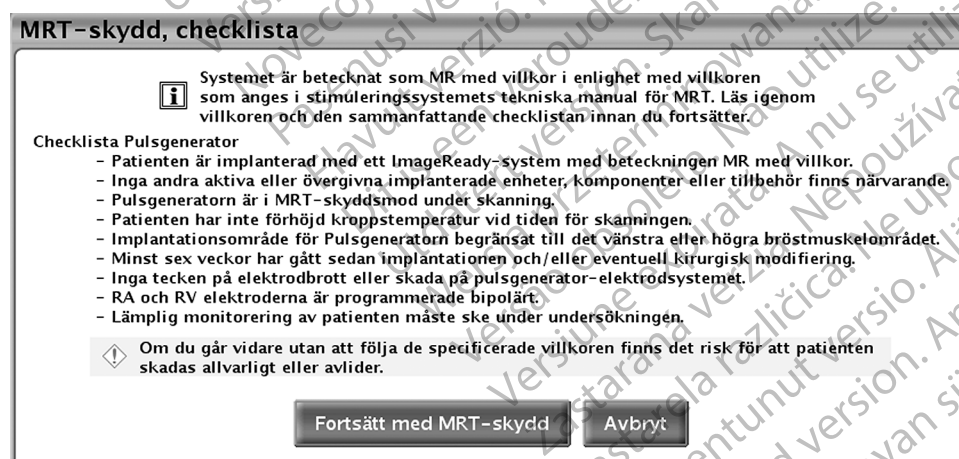 MRT-skydd, checklista
Systemet är betecknat som MR med villkor i enlighet med villkoren
som anges i stimuleringssystemets tekniska manual för MRT. Läs igenom
villkoren och den sammanfattande checklistan innan du fortsätter.
Checklista Pulsgenerator
- Patienten är implanterad med ett ImageReady-system med beteckningen MR med villkor.
- Inga andra aktiva eller övergivna implanterade enheter, komponenter eller tillbehör finns närvarande.
- Pulsgeneratorn är i MRT-skyddsmod under skanning.
- Patienten har inte förhöjd kroppstemperatur vid tiden för skanningen.
- Implantationsområde för Pulsgeneratorn begränsat till det vänstra eller högra bröstmuskelområdet.
- Minst sex veckor har gått sedan implantationen och/eller eventuell kirurgisk modifiering.
- Inga tecken på elektrodbrott eller skada på pulsgenerator-elektrodsystemet.
- RA och RV elektroderna är programmerade bipolärt.
- Lämplig monitorering av patienten måste ske under undersökningen.
Om du går vidare utan att följa de specificerade villkoren finns det risk för att patienten
skadas allvarligt eller avlider.
Fortsätt med MRT-skydd
Avbryt